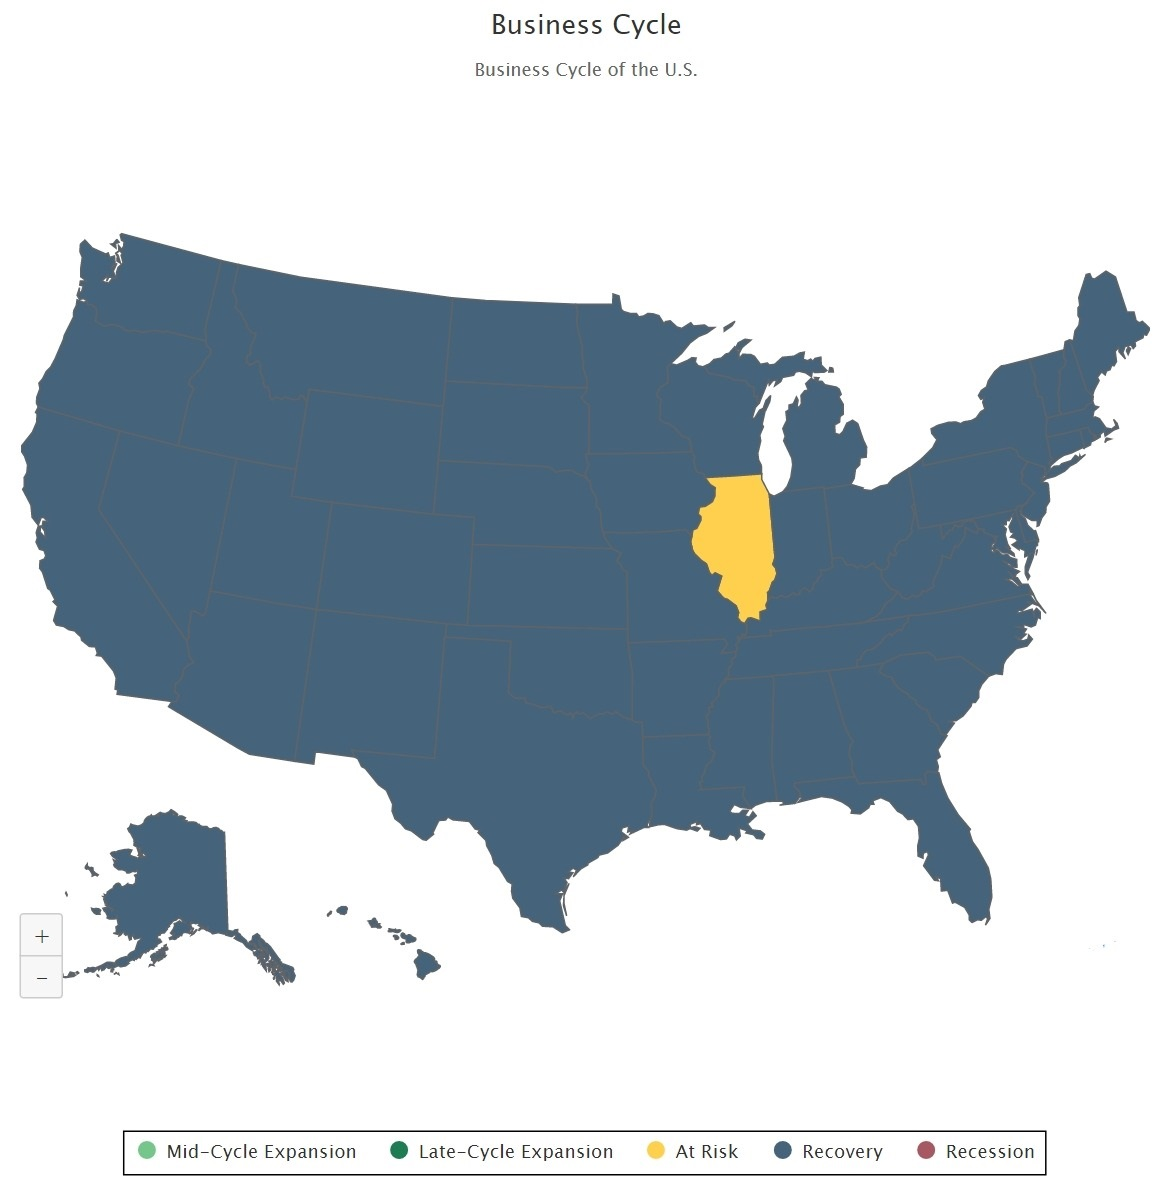 Business Cycle
Business Cycle of the U.S.
+
−
Mid-Cycle Expansion Late-Cycle Expansion At Risk Recovery Recession